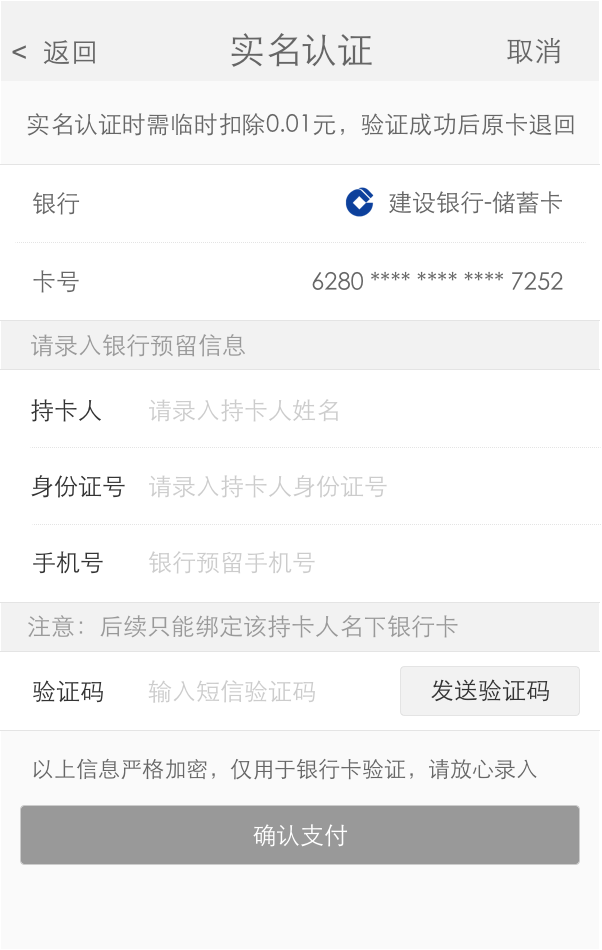 < 返回 实名认证 取消
实名认证时需临时扣除0.01元，验证成功后原卡退回
银行 建设银行-储蓄卡
卡号 6280 **** **** **** 7252
请录入银行预留信息
持卡人 请录入持卡人姓名
身份证号 请录入持卡人身份证号
手机号 银行预留手机号
注意：后续只能绑定该持卡人名下银行卡
验证码 输入短信验证码 发送验证码
以上信息严格加密，仅用于银行卡验证，请放心录入
确认支付